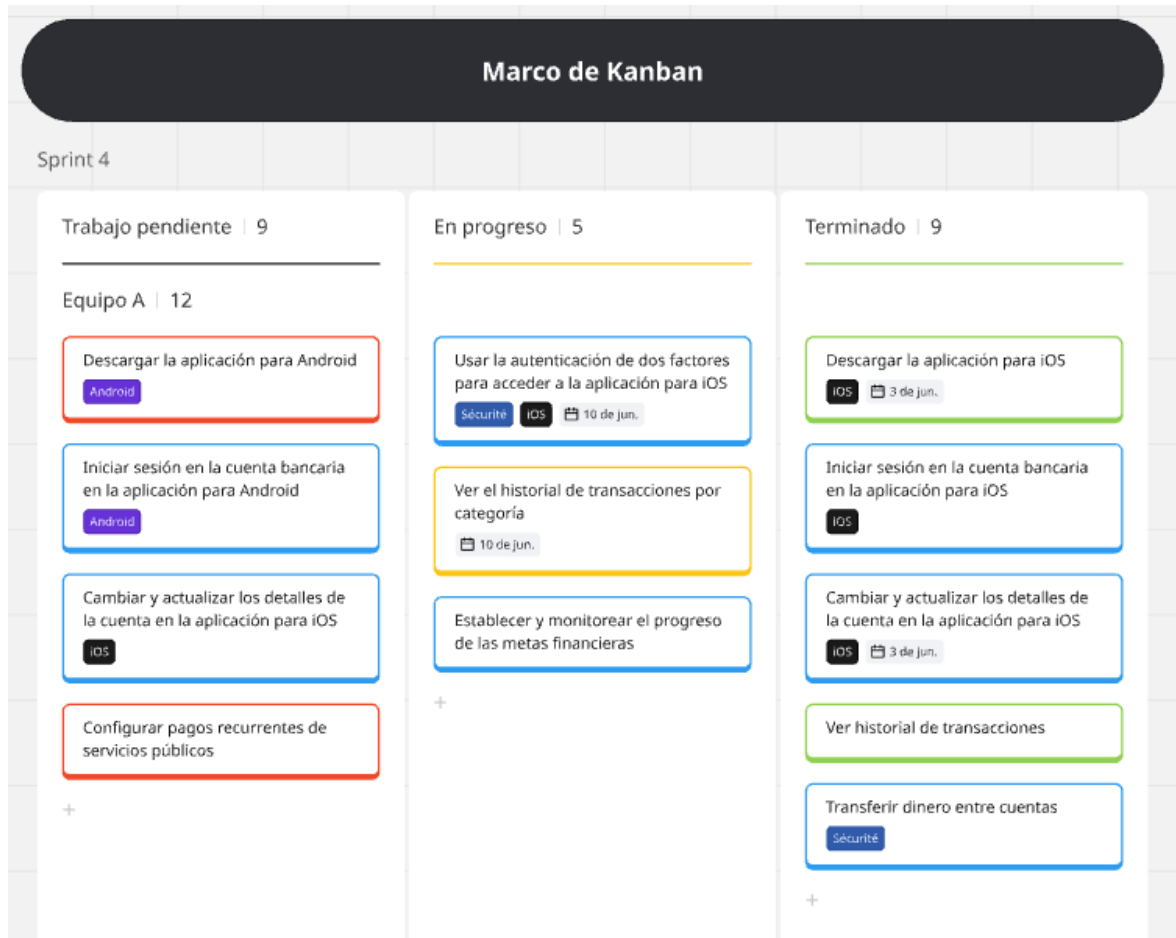 Marco de Kanban
Sprint 4
Trabajo pendiente | 9
Equipo A | 12
Descargar la aplicación para Android
Android
Iniciar sesión en la cuenta bancaria
en la aplicación para Android
Android
Cambiar y actualizar los detalles de
la cuenta en la aplicación para iOS
iOS
Configurar pagos recurrentes de
servicios públicos
+
En progreso | 5
Usar la autenticación de dos factores
para acceder a la aplicación para iOS
Sécurité iOS 10 de jun.
Ver el historial de transacciones por
categoría
10 de jun.
Establecer y monitorear el progreso
de las metas financieras
+
Terminado | 9
Descargar la aplicación para iOS
iOS 3 de jun.
Iniciar sesión en la cuenta bancaria
en la aplicación para iOS
iOS
Cambiar y actualizar los detalles de
la cuenta en la aplicación para iOS
iOS 3 de jun.
Ver historial de transacciones
Transferir dinero entre cuentas
Sécurité
+